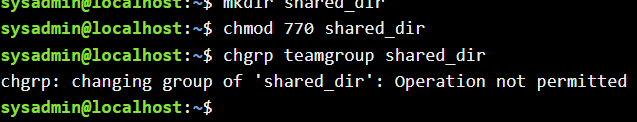 sysadmin@localhost:~$ mkdir shared_dir
sysadmin@localhost:~$ chmod 770 shared_dir
sysadmin@localhost:~$ chgrp teamgroup shared_dir
chgrp: changing group of 'shared_dir': Operation not permitted
sysadmin@localhost:~$